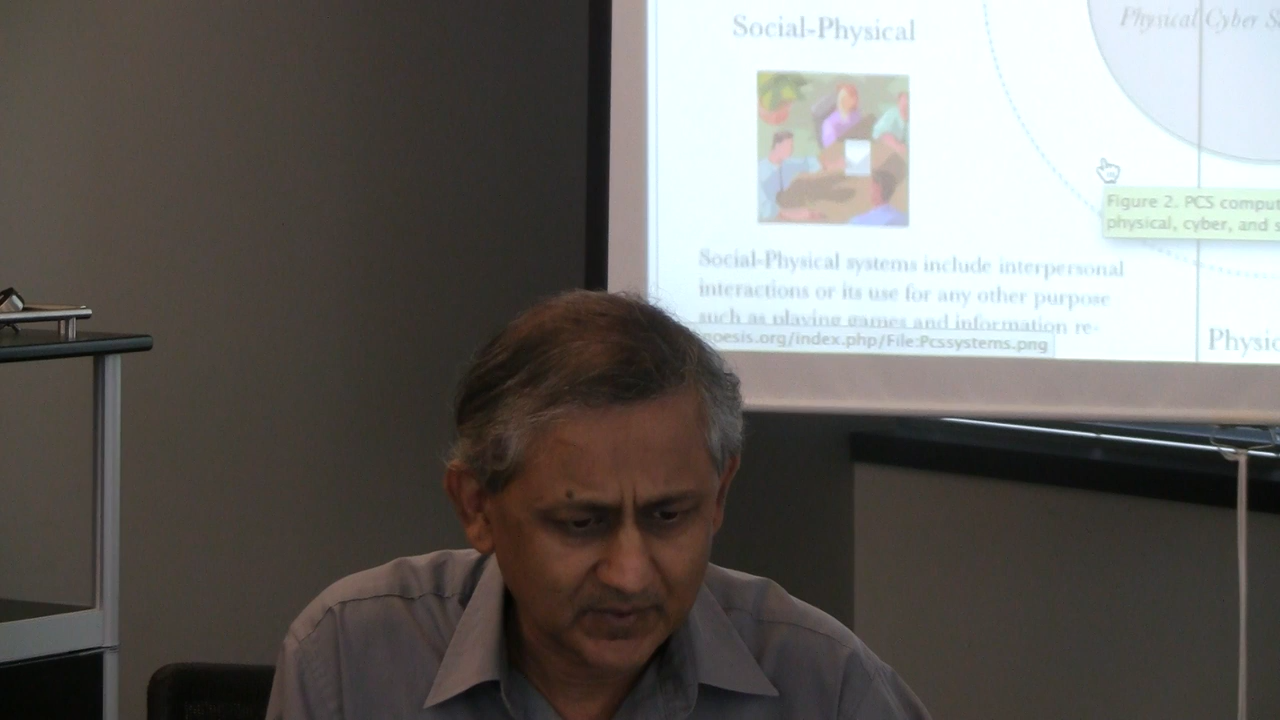 Social-Physical
Physical Cyber S
Figure 2. PCS comput
physical, cyber, and s
Social-Physical systems include interpersonal
interactions or its use for any other purpose
such as playing games and information re-
oesis.org/index.php/File:Pcssystems.png
Physic